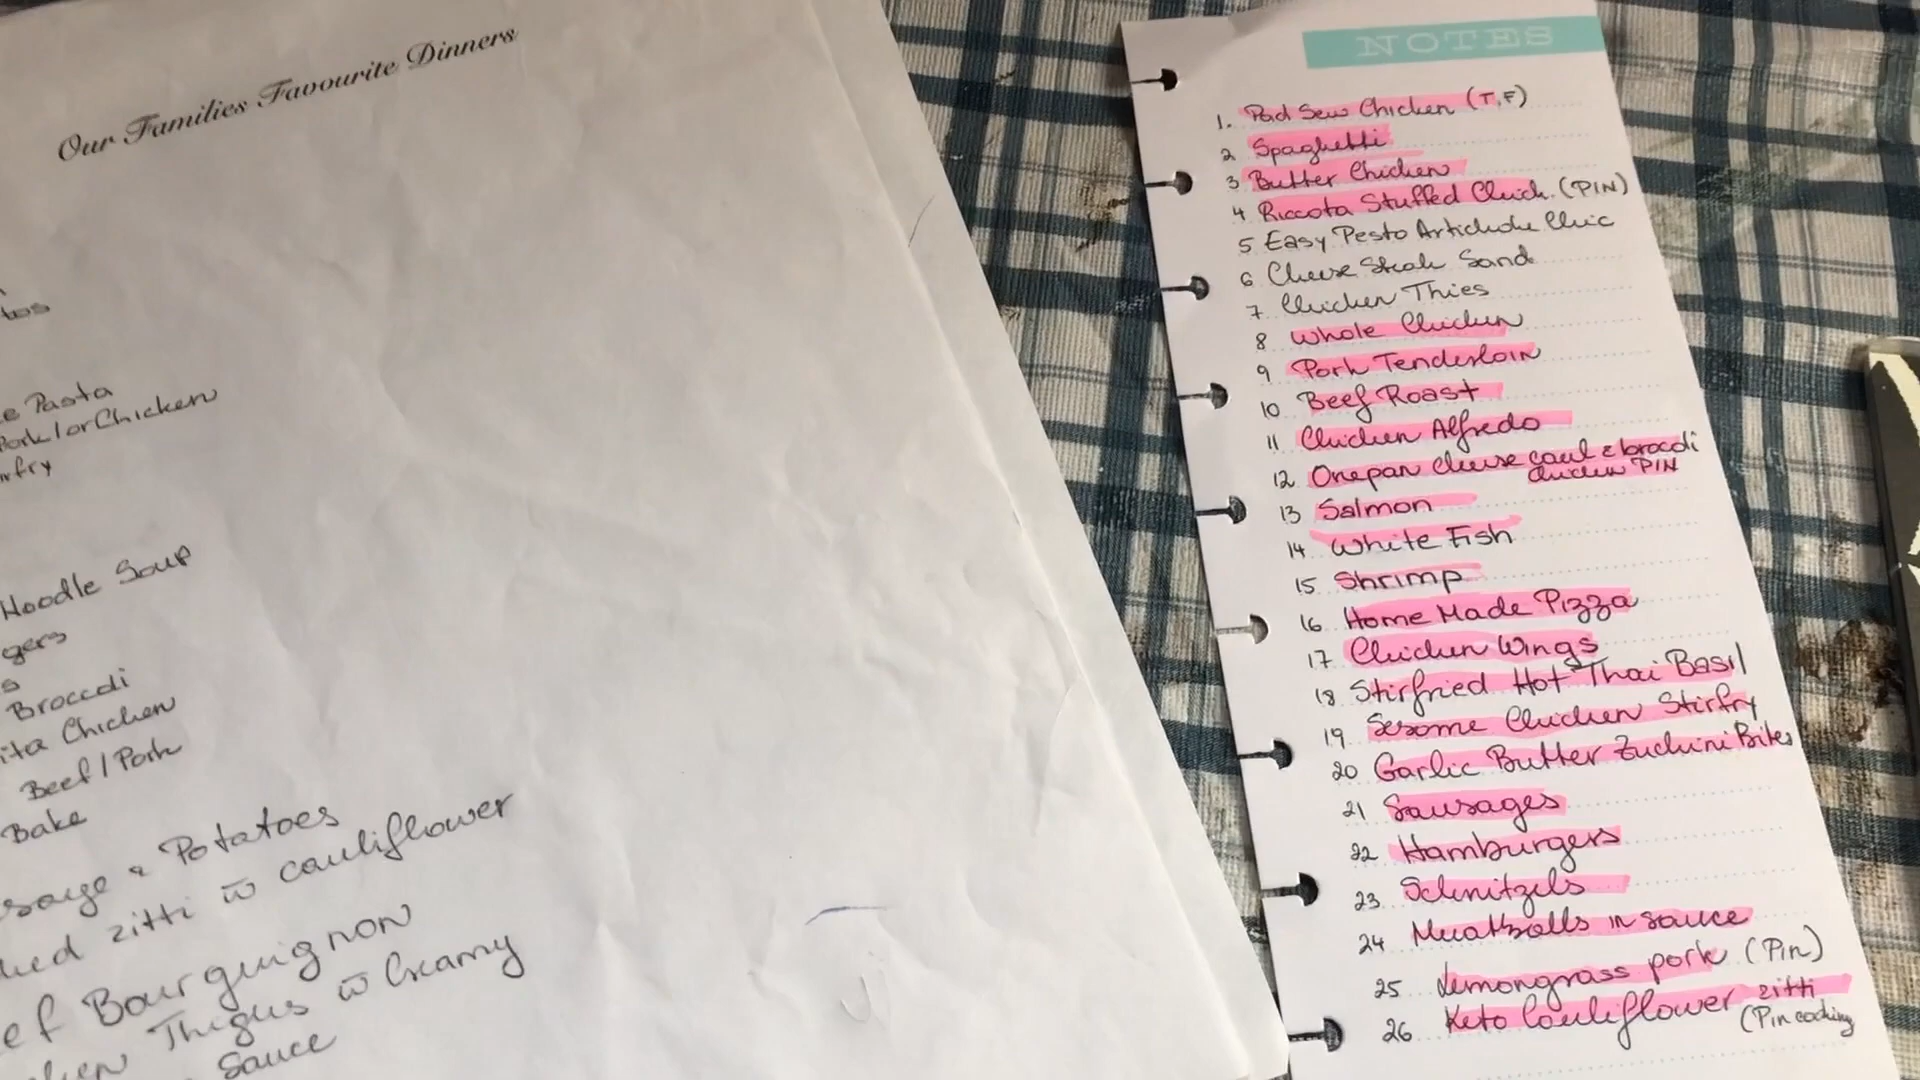 Our Families Favourite Dinners
tos
e Pasta
Pork/or Chicken
rfry
Noodle Soup
gers
s
Broccoli
ita Chicken
Beef/Pork
Bake
sage & Potatoes
ked zitti w̄ cauliflower
ef Bourguignon
ken Thighs w̄ Creamy
Sauce
NOTES
1. Pad Sew Chicken (T.F)
2 Spaghetti
3 Butter Chicken
4 Riccota Stuffed Chick. (PIN)
5 Easy Pesto Artichoke Chic
6 Cheese Steak Sand
7 Chicken Thies
8 Whole Chicken
9 Pork Tenderloin
10 Beef Roast
11 Chicken Alfredo
12 Onepan cheese caul & broccoli
chicken PIN
13 Salmon
14 White Fish
15 Shrimp
16 Home Made Pizza
17 Chicken Wings
18 Stirfried Hot Thai Basil
19 Sesome Chicken Stirfry
20 Garlic Butter Zuchini Bites
21 Sausages
22 Hamburgers
23 Schnitzels
24 Meatballs in sauce
25 Lemongrass pork (Pin)
26 Keto Cauliflower zitti
(Pin cooking